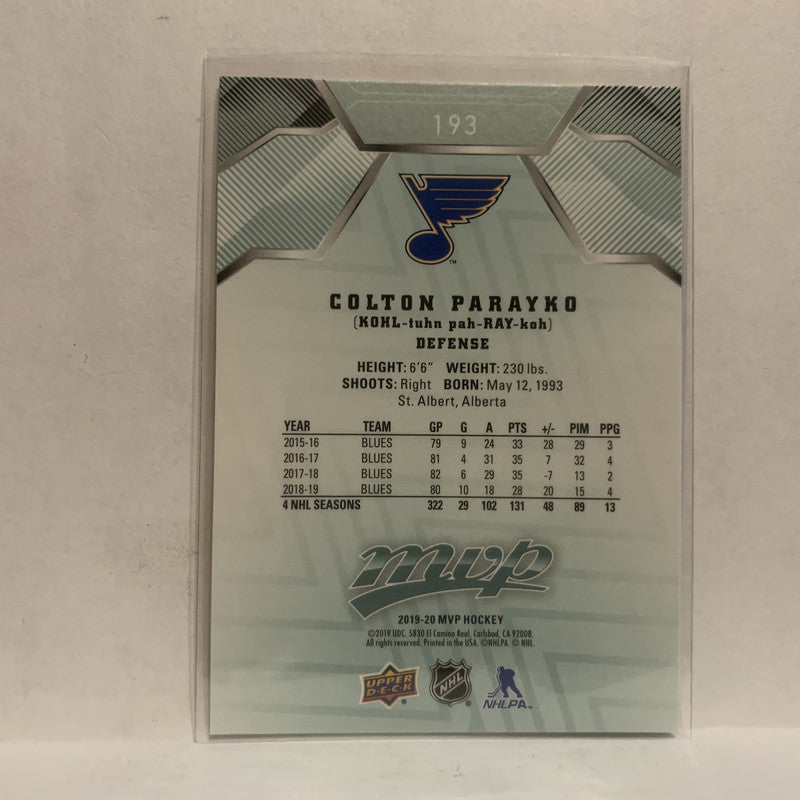 193
TM
COLTON PARAYKO
(KOHL-tuhn pah-RAY-koh)
DEFENSE
HEIGHT: 6'6" WEIGHT: 230 lbs.
SHOOTS: Right BORN: May 12, 1993
St. Albert, Alberta
YEAR TEAM GP G A PTS +/- PIM PPG
2015-16 BLUES 79 9 24 33 28 29 3
2016-17 BLUES 81 4 31 35 7 32 4
2017-18 BLUES 82 6 29 35 -7 13 2
2018-19 BLUES 80 10 18 28 20 15 4
4 NHL SEASONS 322 29 102 131 48 89 13
mvp
2019-20 MVP HOCKEY
©2019 UDC. 5830 El Camino Real, Carlsbad, CA 92008.
All rights reserved. Printed in the USA. ©NHLPA. © NHL.
UPPER DECK ® NHL ® NHLPA™